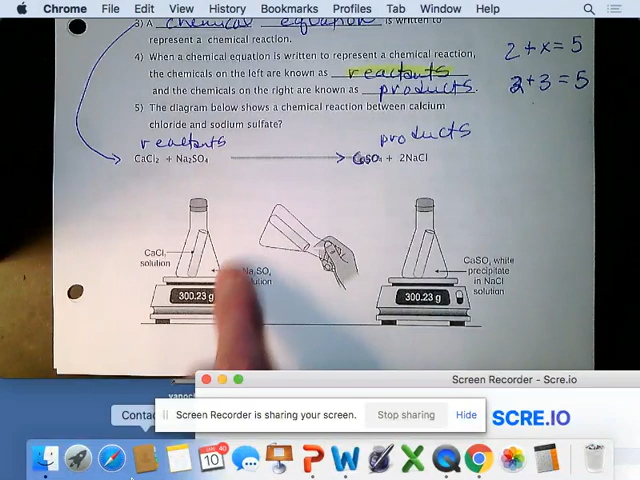 Chrome File Edit View History Bookmarks Profiles Tab Window Help
3) A chemical equation is written to
represent a chemical reaction.
4) When a chemical equation is written to represent a chemical reaction,
the chemicals on the left are known as reactants
and the chemicals on the right are known as products.
5) The diagram below shows a chemical reaction between calcium
chloride and sodium sulfate?
2 + x = 5
2 + 3 = 5
reactants products
CaCl₂ + Na₂SO₄ CaSO₄ + 2NaCl
CaCl₂
solution
Na₂SO₄
300.23 g
CaSO₄ white
precipitate
in NaCl
solution
300.23 g
Screen Recorder - Scre.io
Screen Recorder is sharing your screen. Stop sharing Hide
SCRE.IO
10